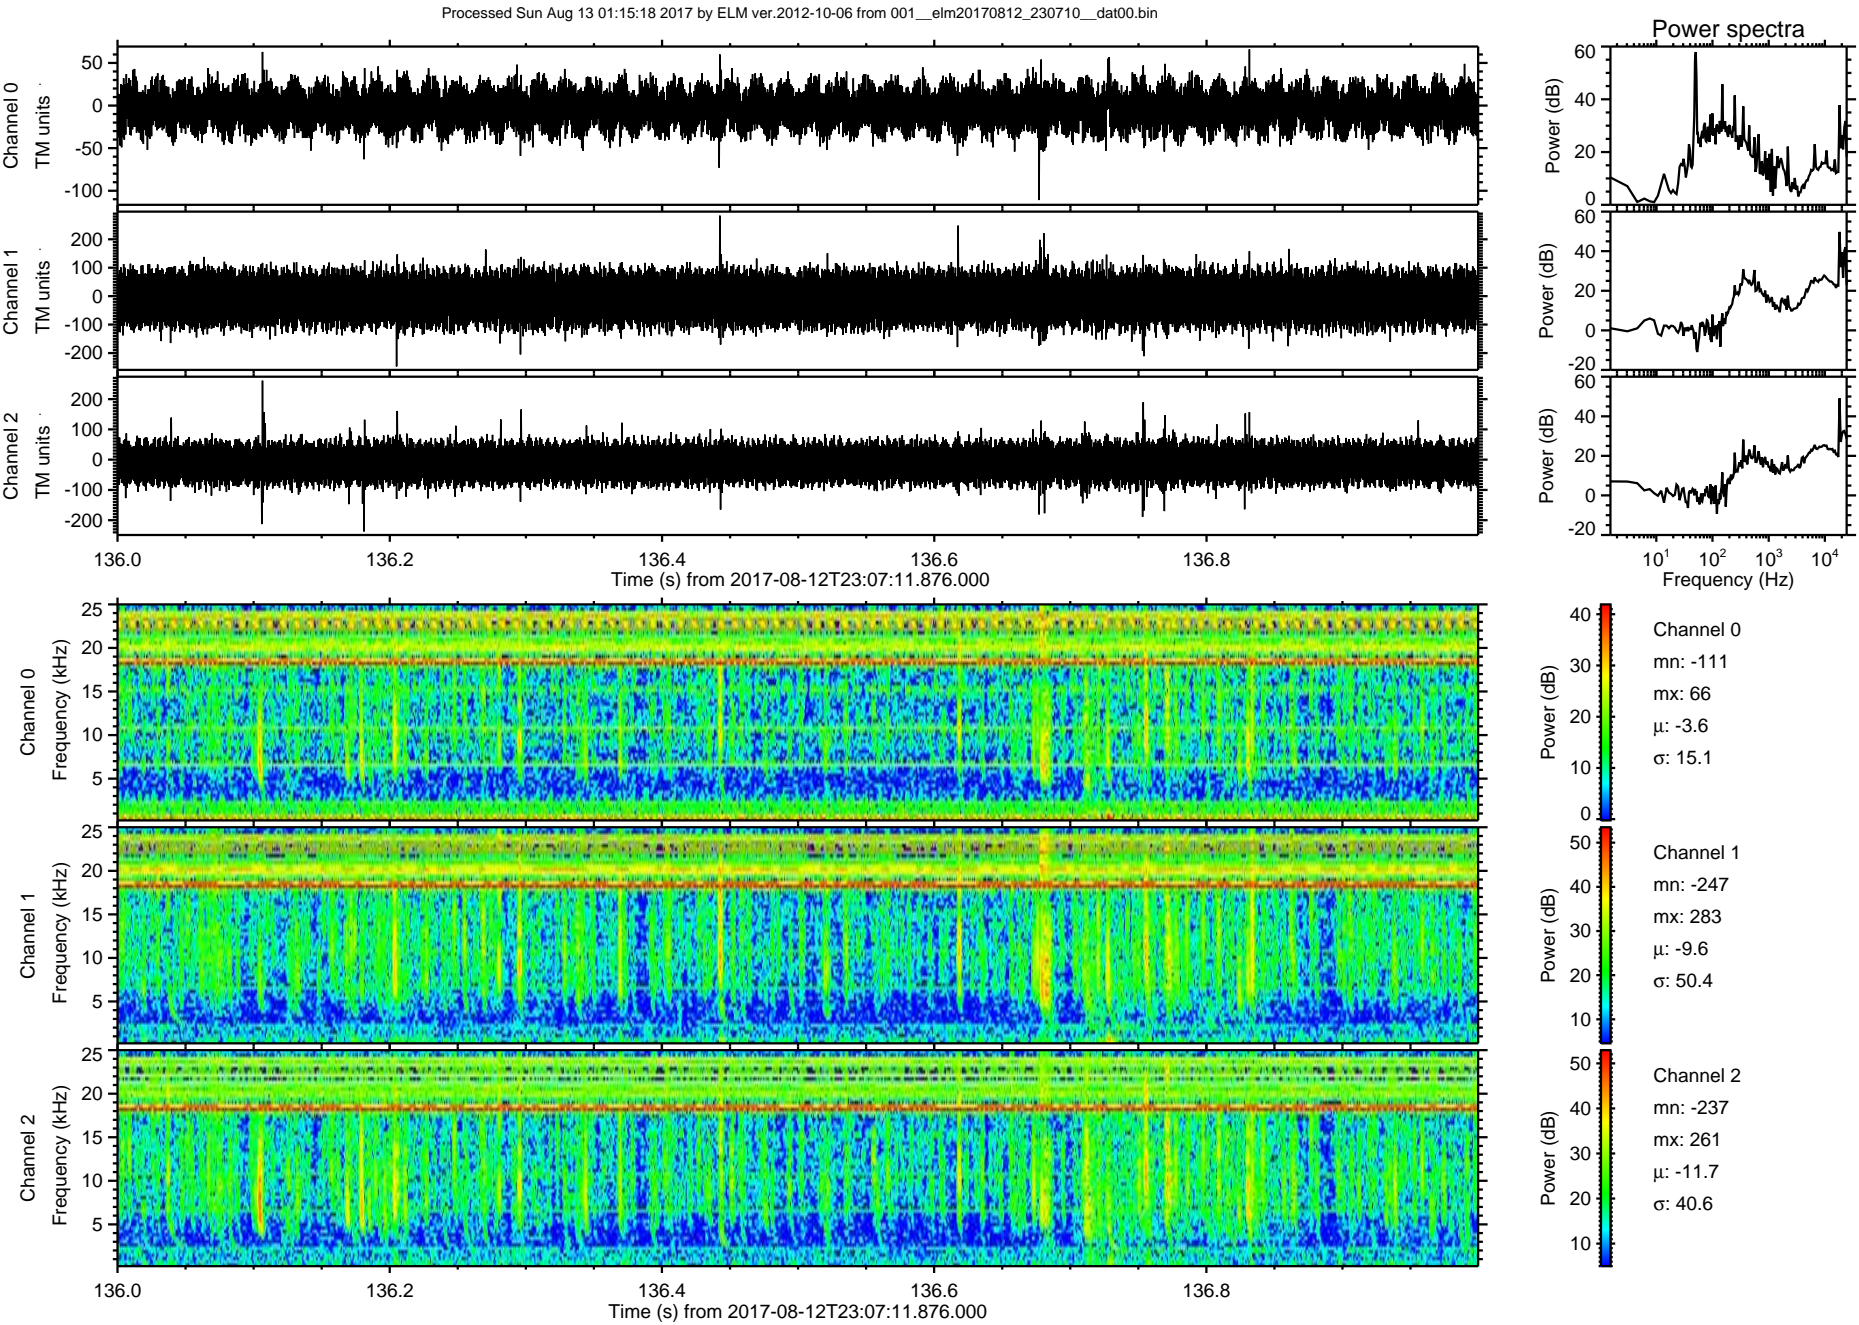 Processed Sun Aug 13 01:15:18 2017 by ELM ver.2012-10-06 from 001__elm20170812_230710__dat00.bin
Power spectra
Channel 0
TM units
50
0
-50
-100
Power (dB)
60
40
20
0
Channel 1
TM units
200
100
0
-100
-200
Power (dB)
60
40
20
0
-20
Channel 2
TM units
200
100
0
-100
-200
Power (dB)
60
40
20
0
-20
136.0 136.2 136.4 136.6 136.8
Time (s) from 2017-08-12T23:07:11.876.000
10^1 10^2 10^3 10^4
Frequency (Hz)
Channel 0
Frequency (kHz)
25
20
15
10
5
Power (dB)
40
30
20
10
0
Channel 0
mn: -111
mx: 66
μ: -3.6
σ: 15.1
Channel 1
Frequency (kHz)
25
20
15
10
5
Power (dB)
50
40
30
20
10
Channel 1
mn: -247
mx: 283
μ: -9.6
σ: 50.4
Channel 2
Frequency (kHz)
25
20
15
10
5
Power (dB)
50
40
30
20
10
Channel 2
mn: -237
mx: 261
μ: -11.7
σ: 40.6
136.0 136.2 136.4 136.6 136.8
Time (s) from 2017-08-12T23:07:11.876.000